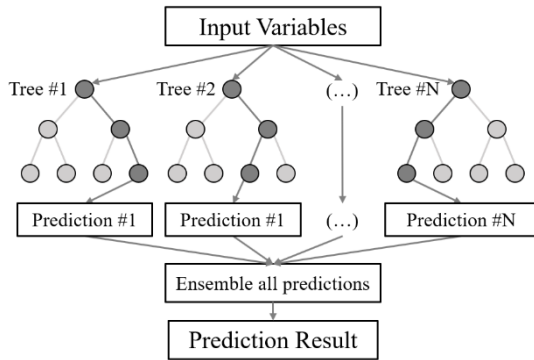 Input Variables
Tree #1
Tree #2
(…)
Tree #N
Prediction #1
Prediction #1
(…)
Prediction #N
Ensemble all predictions
Prediction Result